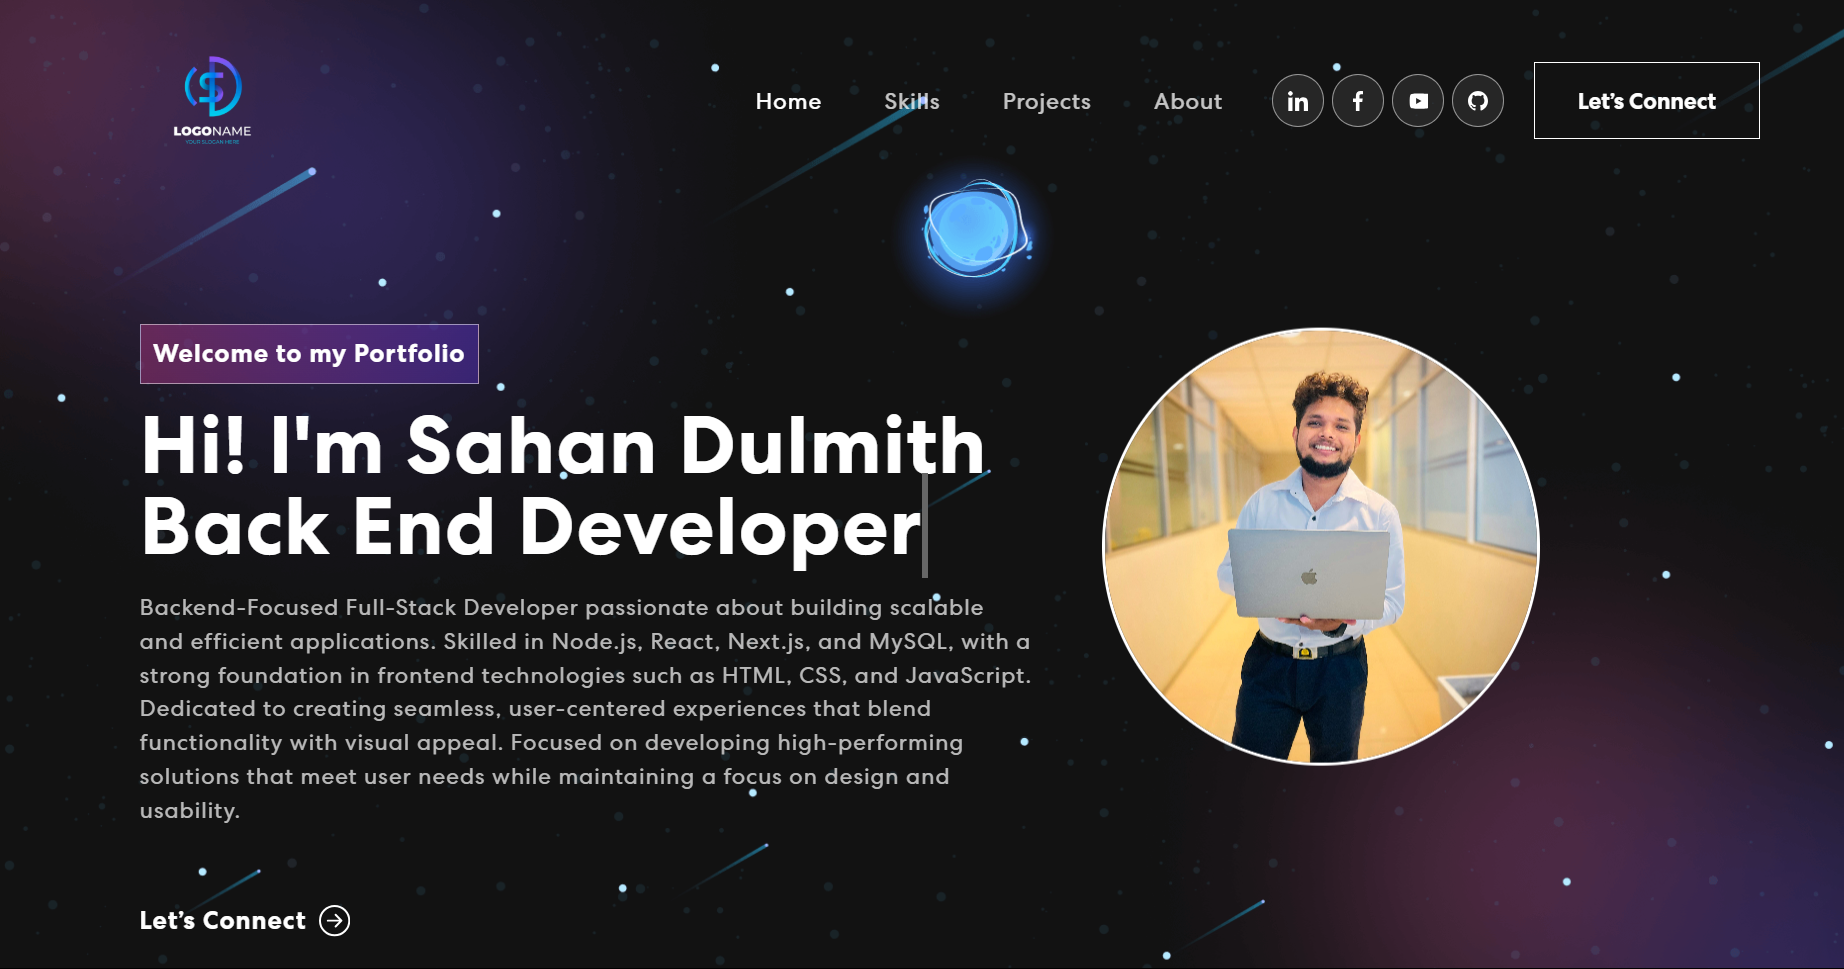 LOGONAME
YOUR SLOGAN HERE
Home Skills Projects About Let’s Connect
Welcome to my Portfolio
Hi! I'm Sahan Dulmith
Back End Developer
Backend-Focused Full-Stack Developer passionate about building scalable
and efficient applications. Skilled in Node.js, React, Next.js, and MySQL, with a
strong foundation in frontend technologies such as HTML, CSS, and JavaScript.
Dedicated to creating seamless, user-centered experiences that blend
functionality with visual appeal. Focused on developing high-performing
solutions that meet user needs while maintaining a focus on design and
usability.
Let’s Connect